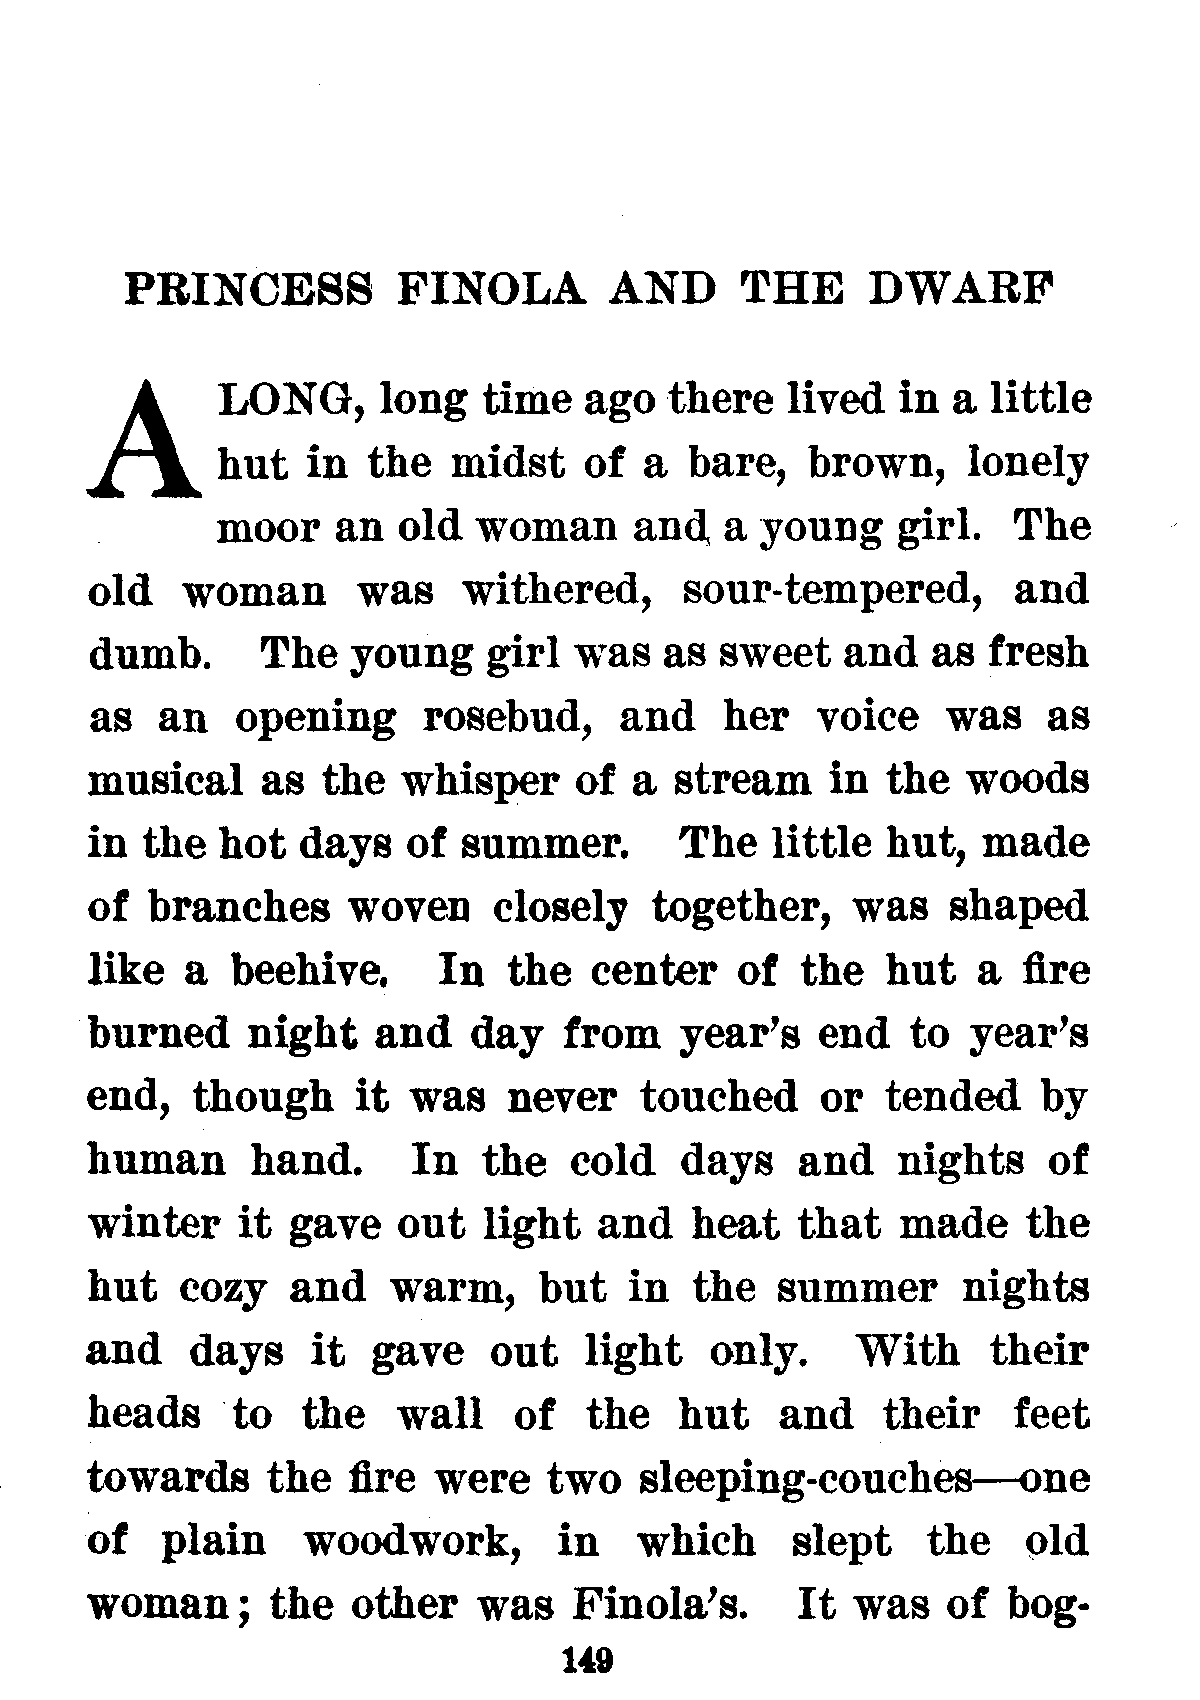 PRINCESS FINOLA AND THE DWARF
A LONG, long time ago there lived in a little
hut in the midst of a bare, brown, lonely
moor an old woman and a young girl. The
old woman was withered, sour-tempered, and
dumb. The young girl was as sweet and as fresh
as an opening rosebud, and her voice was as
musical as the whisper of a stream in the woods
in the hot days of summer. The little hut, made
of branches woven closely together, was shaped
like a beehive. In the center of the hut a fire
burned night and day from year's end to year's
end, though it was never touched or tended by
human hand. In the cold days and nights of
winter it gave out light and heat that made the
hut cozy and warm, but in the summer nights
and days it gave out light only. With their
heads to the wall of the hut and their feet
towards the fire were two sleeping-couches—one
of plain woodwork, in which slept the old
woman; the other was Finola's. It was of bog-
149